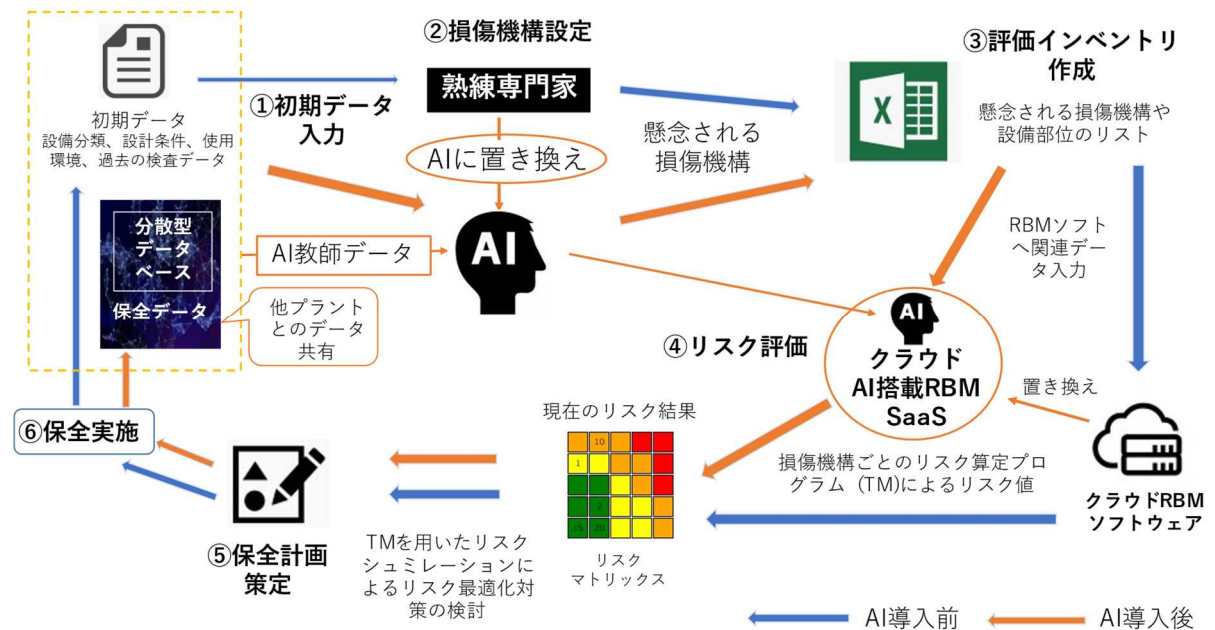 ②損傷機構設定
熟練専門家
AIに置き換え
AI
初期データ
設備分類、設計条件、使用
環境、過去の検査データ
①初期データ
入力
分散型
データ
ベース
保全データ
AI教師データ
他プラント
とのデータ
共有
懸念される
損傷機構
X
③評価インベントリ
作成
懸念される損傷機構や
設備部位のリスト
RBMソフト
へ関連デー
タ入力
④リスク評価
AI
クラウド
AI搭載RBM
SaaS
置き換え
クラウドRBM
ソフトウェア
損傷機構ごとのリスク算定プロ
グラム（TM)によるリスク値
現在のリスク結果
10
1
2
15 20
リスク
マトリックス
TMを用いたリスク
シュミレーションに
よるリスク最適化対
策の検討
⑤保全計画
策定
⑥保全実施
AI導入前
AI導入後